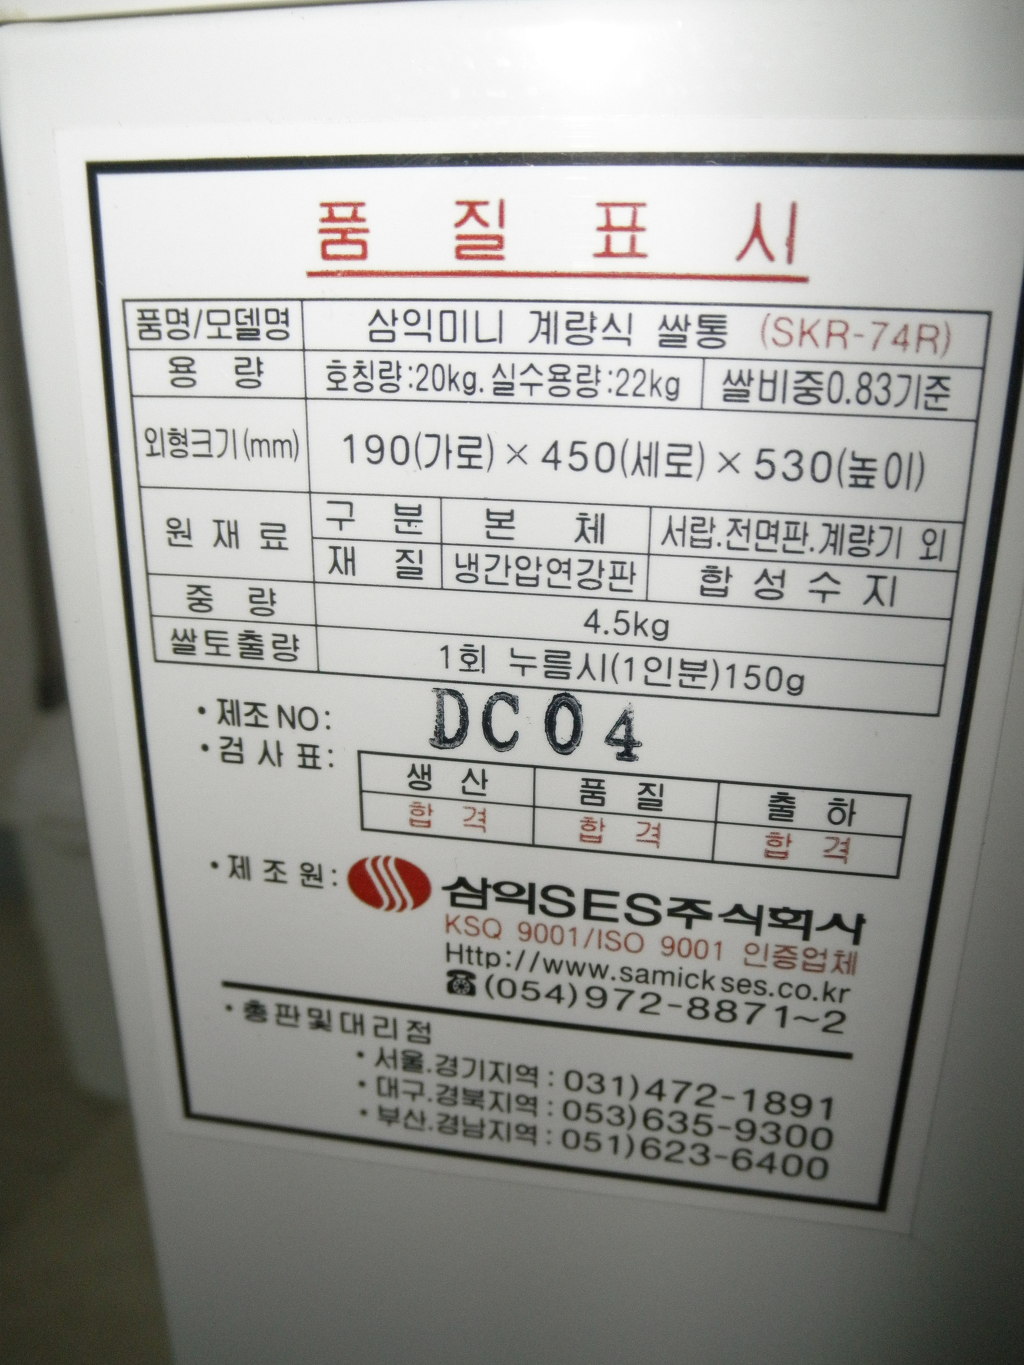 품 질 표 시
품명/모델명 삼익미니 계량식 쌀통 (SKR-74R)
용 량 호칭량:20kg. 실수용량:22kg 쌀비중0.83기준
외형크기(mm) 190(가로)×450(세로)×530(높이)
원 재 료 구 분 본 체 서랍.전면판.계량기 외
재 질 냉간압연강판 합 성 수 지
중 량 4.5kg
쌀토출량 1회 누름시(1인분)150g
·제조NO: DC04
·검 사 표:
생 산 품 질 출 하
합 격 합 격 합 격
·제 조 원: 삼익SES주식회사
KSQ 9001/ISO 9001 인증업체
Http://www.samickses.co.kr
☎(054)972-8871~2
·총판및대리점
·서울.경기지역:031)472-1891
·대구.경북지역:053)635-9300
·부산.경남지역:051)623-6400